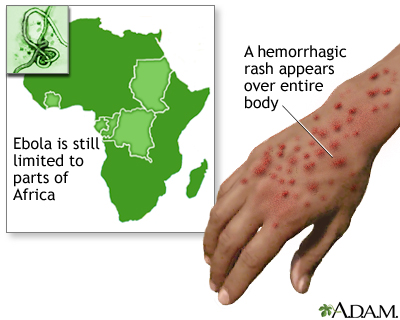 A hemorrhagic
rash appears
over entire
body
Ebola is still
limited to
parts of
Africa
A.D.A.M.